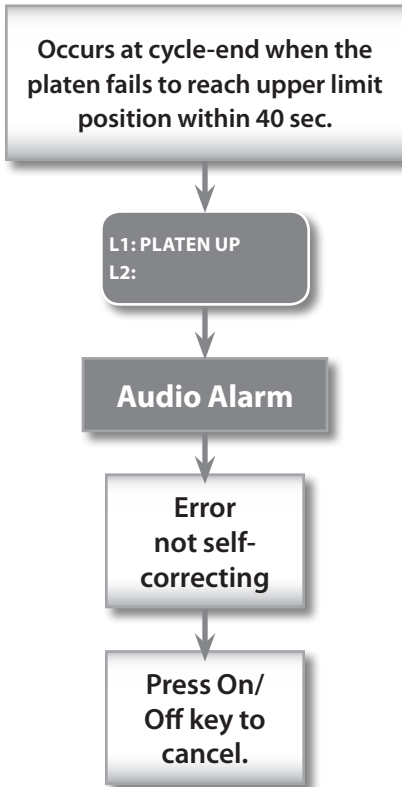 Occurs at cycle-end when the
platen fails to reach upper limit
position within 40 sec.
L1: PLATEN UP
L2:
Audio Alarm
Error
not self-
correcting
Press On/
Off key to
cancel.